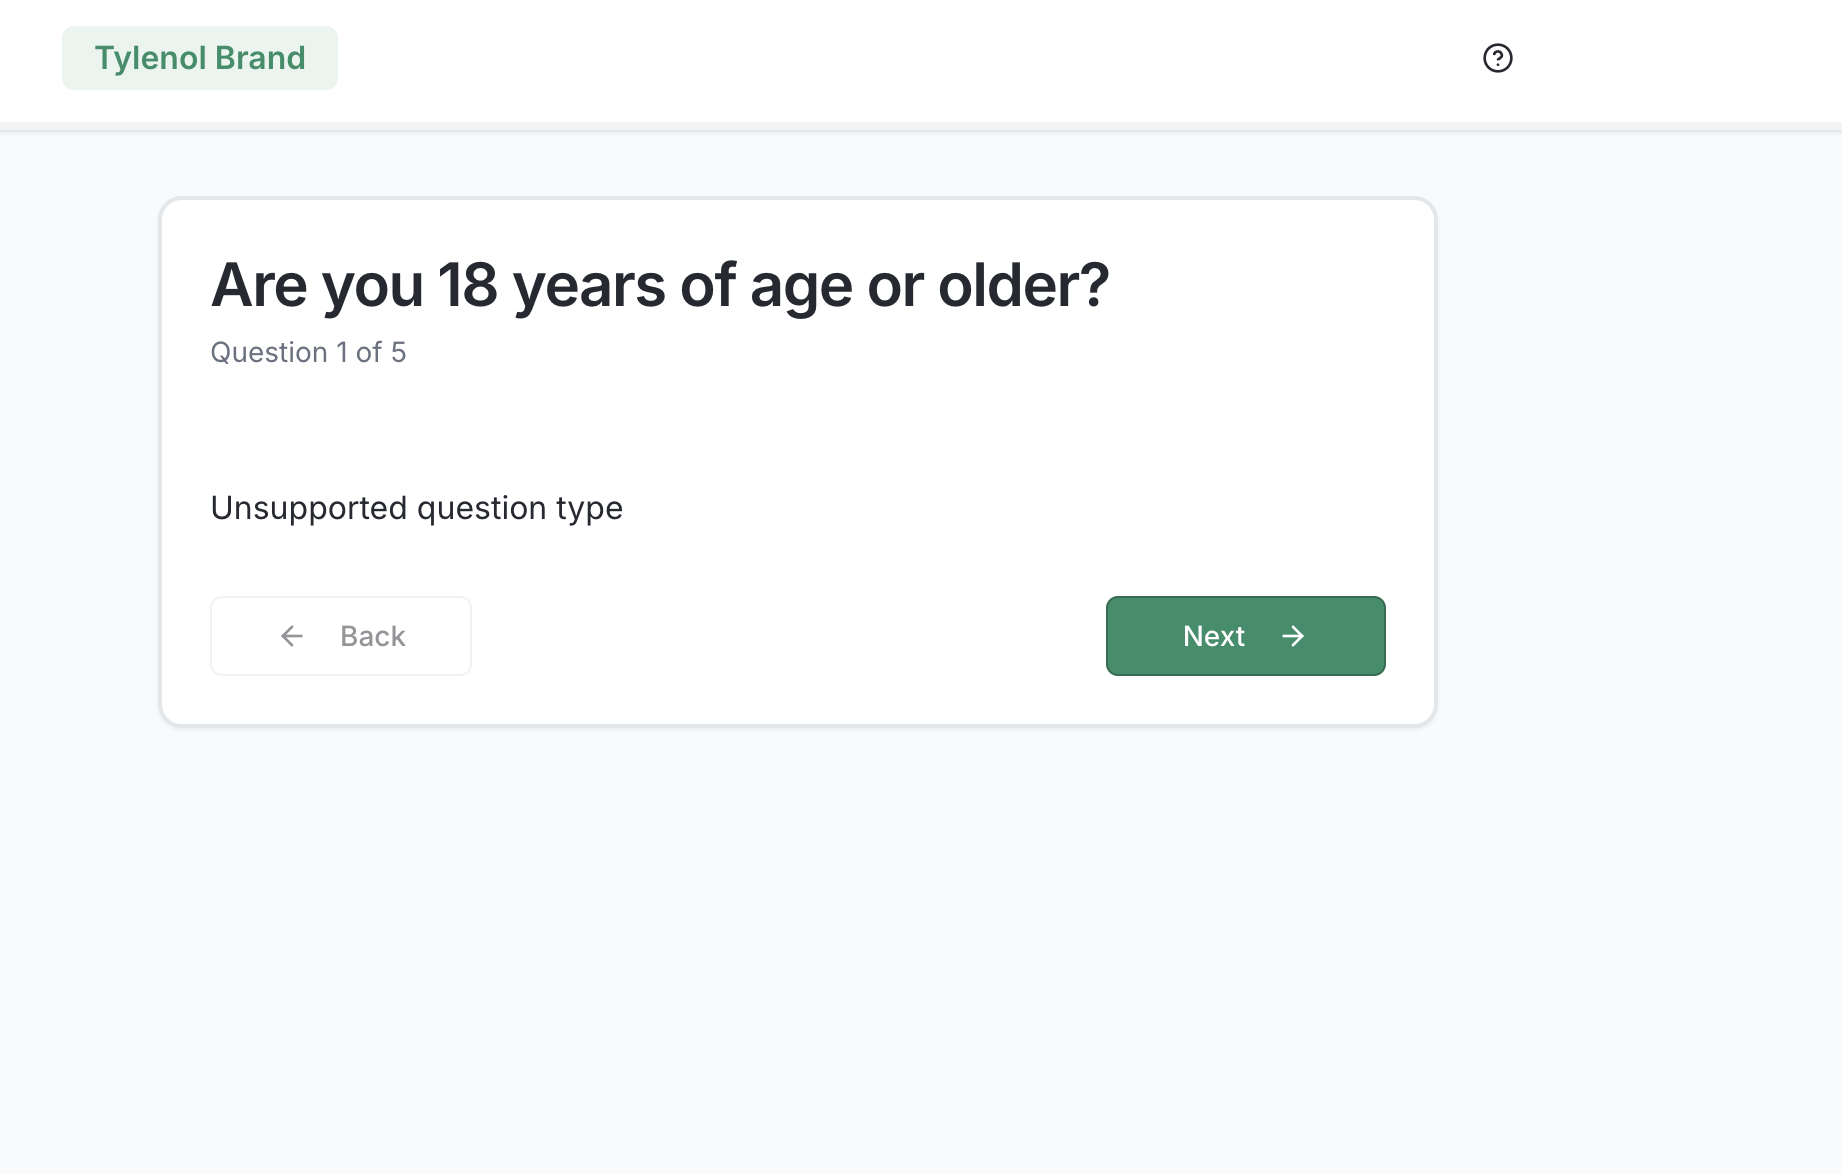 Tylenol Brand
Are you 18 years of age or older?
Question 1 of 5
Unsupported question type
Back
Next